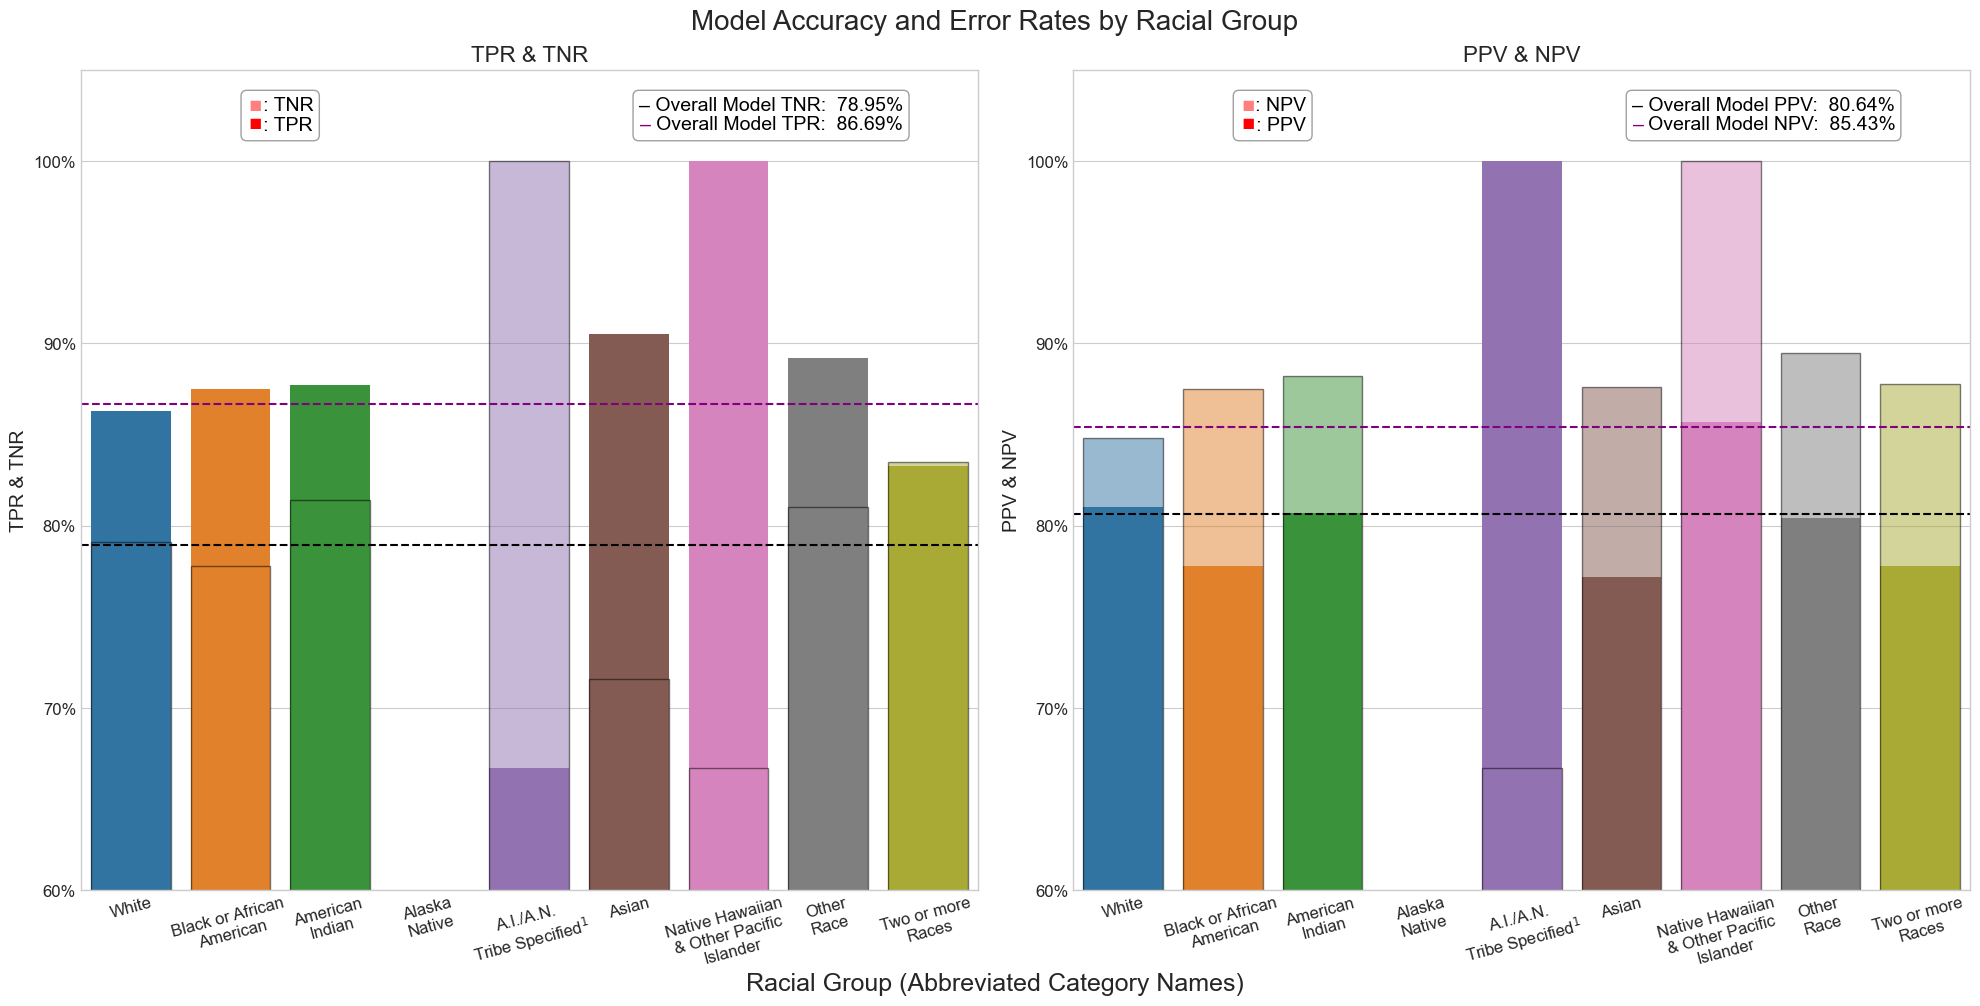 Model Accuracy and Error Rates by Racial Group
TPR & TNR
■: TNR
■: TPR
– Overall Model TNR: 78.95%
– Overall Model TPR: 86.69%
100%
90%
80%
70%
60%
TPR & TNR
White
Black or African
American
American
Indian
Alaska
Native
A.I./A.N.
Tribe Specified¹
Asian
Native Hawaiian
& Other Pacific
Islander
Other
Race
Two or more
Races
PPV & NPV
■: NPV
■: PPV
– Overall Model PPV: 80.64%
– Overall Model NPV: 85.43%
100%
90%
80%
70%
60%
PPV & NPV
White
Black or African
American
American
Indian
Alaska
Native
A.I./A.N.
Tribe Specified¹
Asian
Native Hawaiian
& Other Pacific
Islander
Other
Race
Two or more
Races
Racial Group (Abbreviated Category Names)